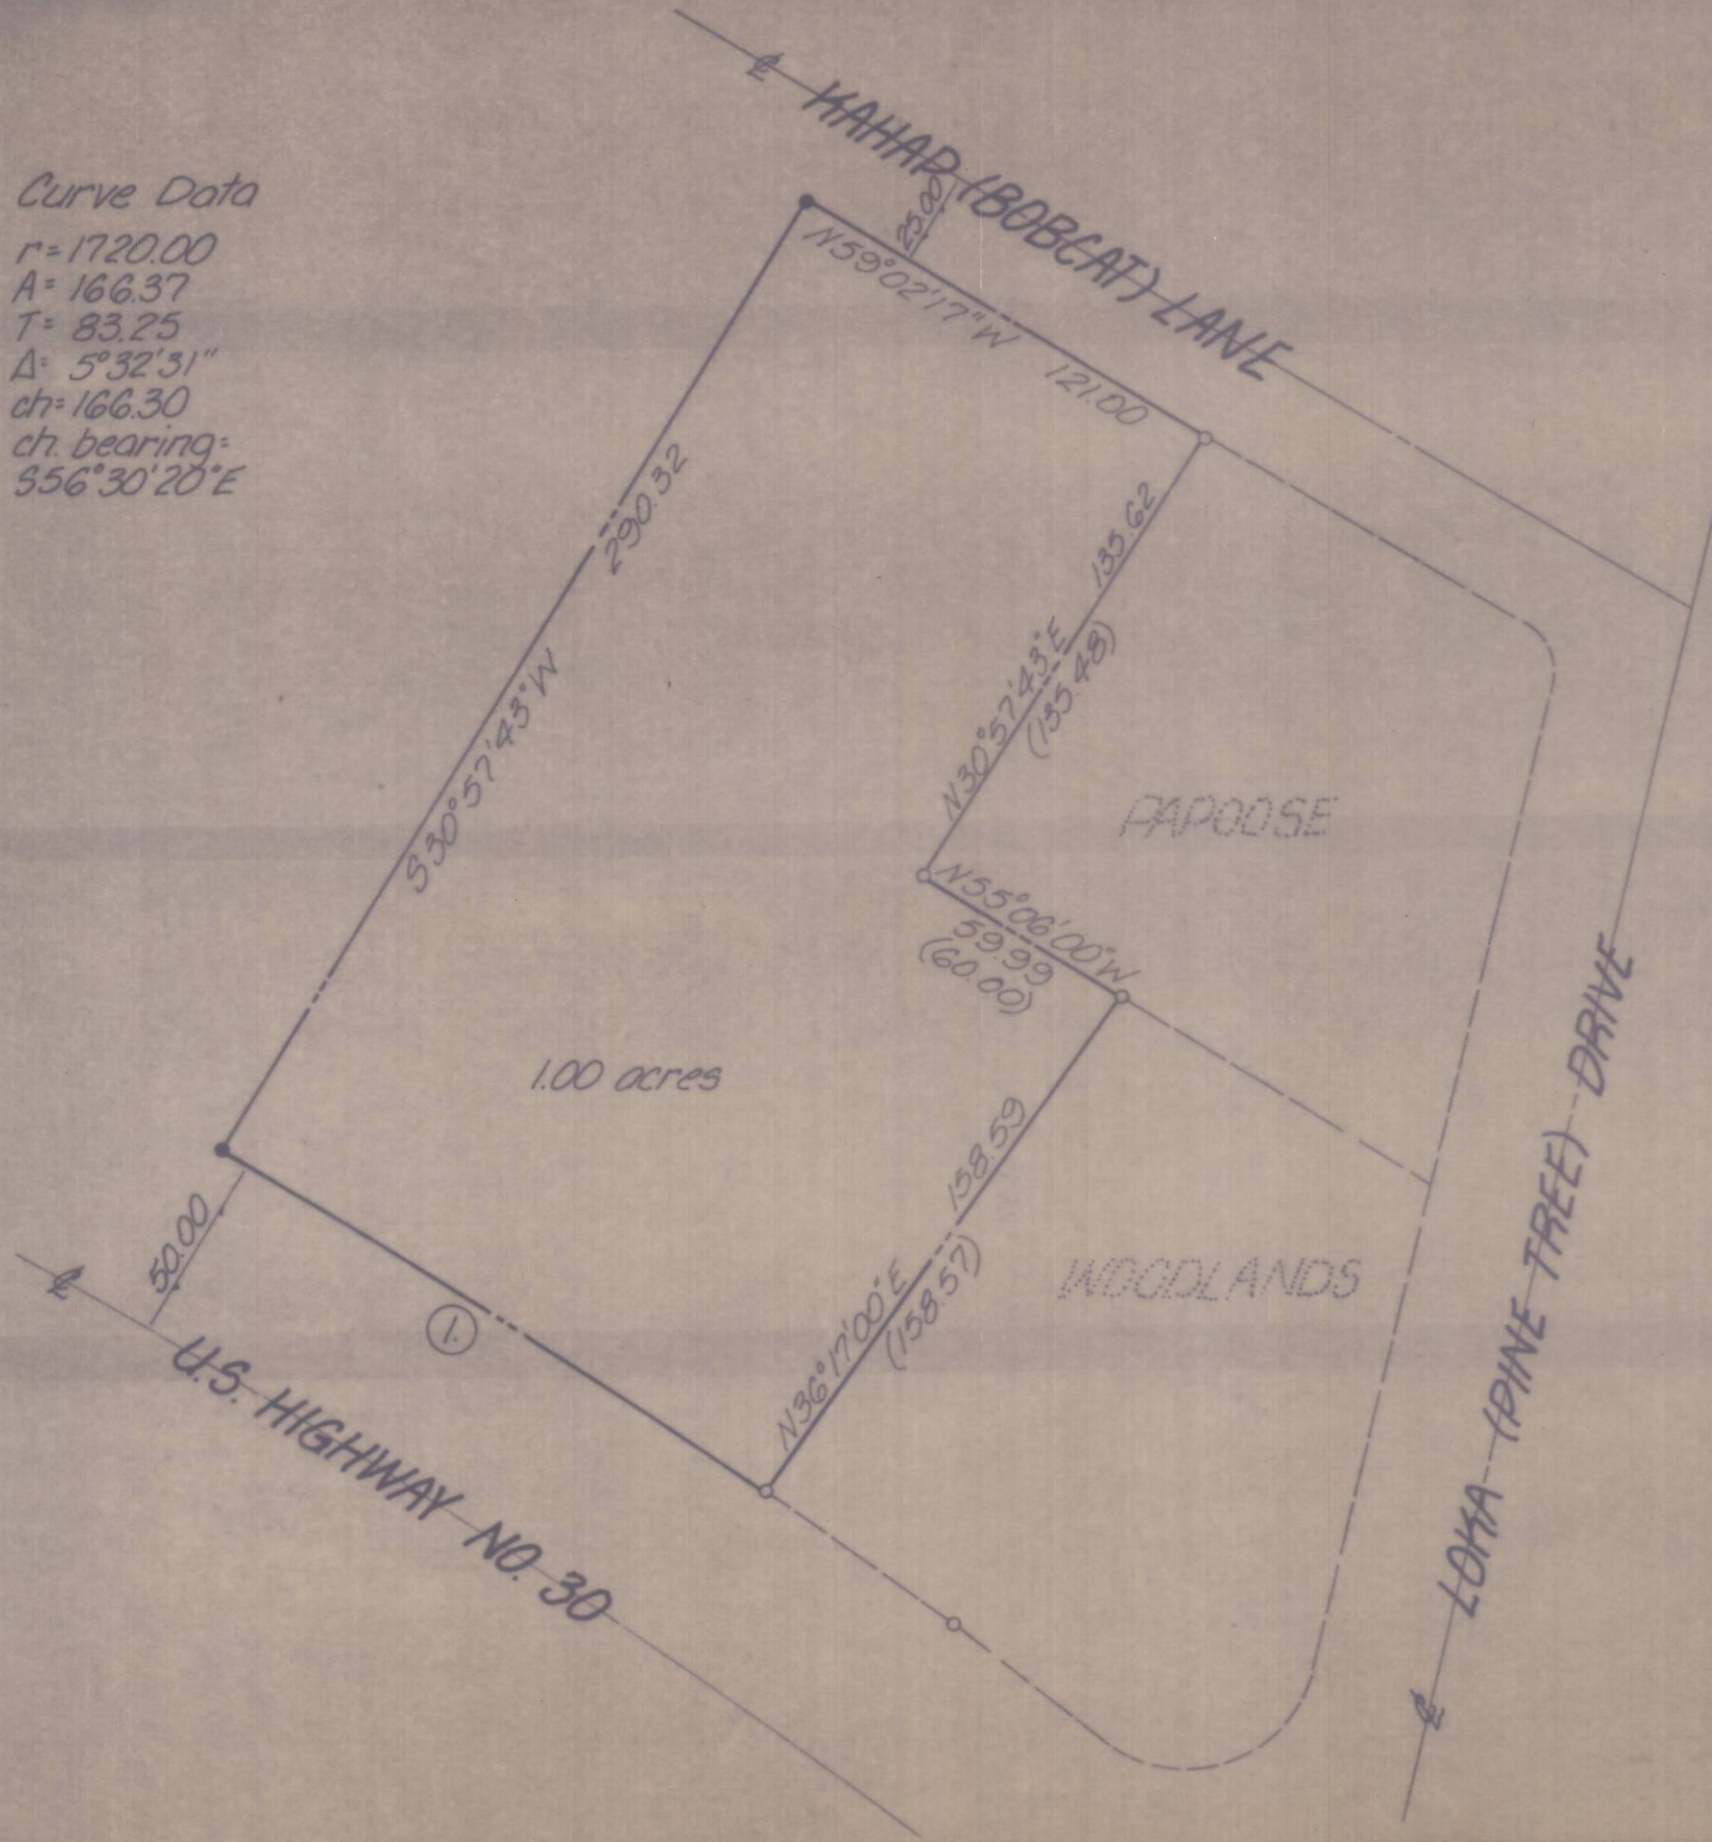 ℄ KAHAP (BOBCAT) LANE
Curve Data
r=1720.00
A= 166.37
T= 83.25
Δ= 5°32'31"
ch=166.30
ch. bearing=
S56°30'20"E
25.00
N59°02'17"W 121.00
290.32
S30°57'43"W
135.62
N30°57'43"E
(135.48)
PAPOOSE
N55°06'00"W
59.99
(60.00)
1.00 acres
158.59
N36°17'00"E
(158.57)
WOODLANDS
50.00
℄ U.S. HIGHWAY NO. 30
1.
℄ LOKA (PINE TREE) DRIVE